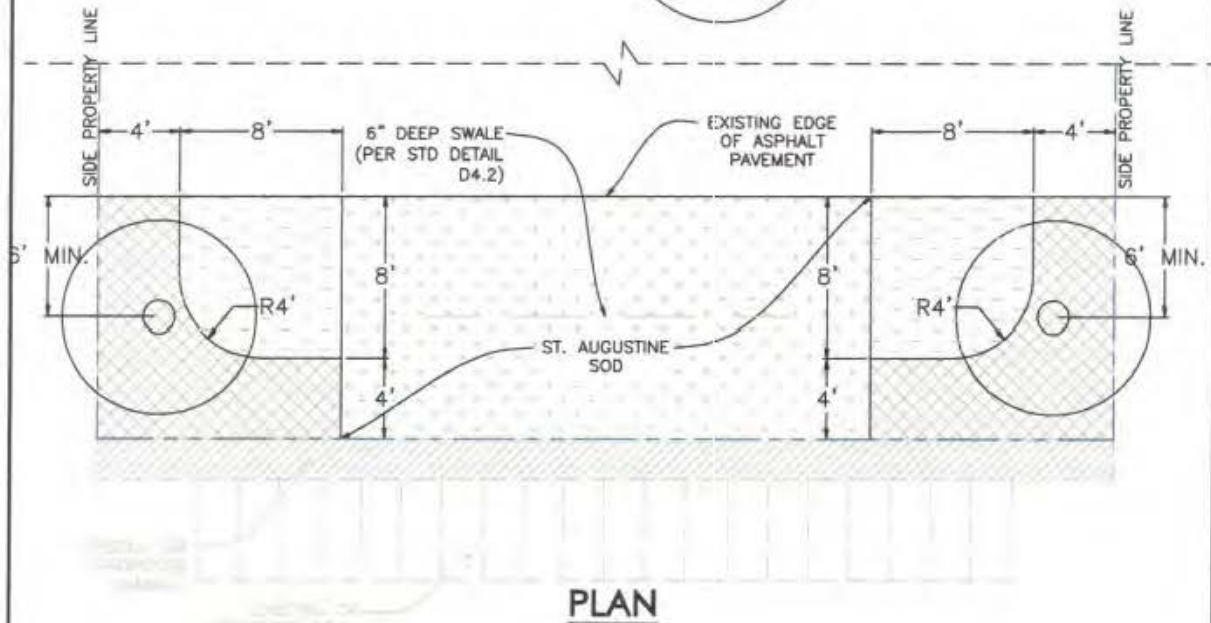 SIDE PROPERTY LINE
SIDE PROPERTY LINE
4'
8'
6" DEEP SWALE
(PER STD DETAIL
D4.2)
EXISTING EDGE
OF ASPHALT
PAVEMENT
8'
4'
MIN.
8'
8'
6' MIN.
R4'
R4'
ST. AUGUSTINE
SOD
4'
4'
PLAN